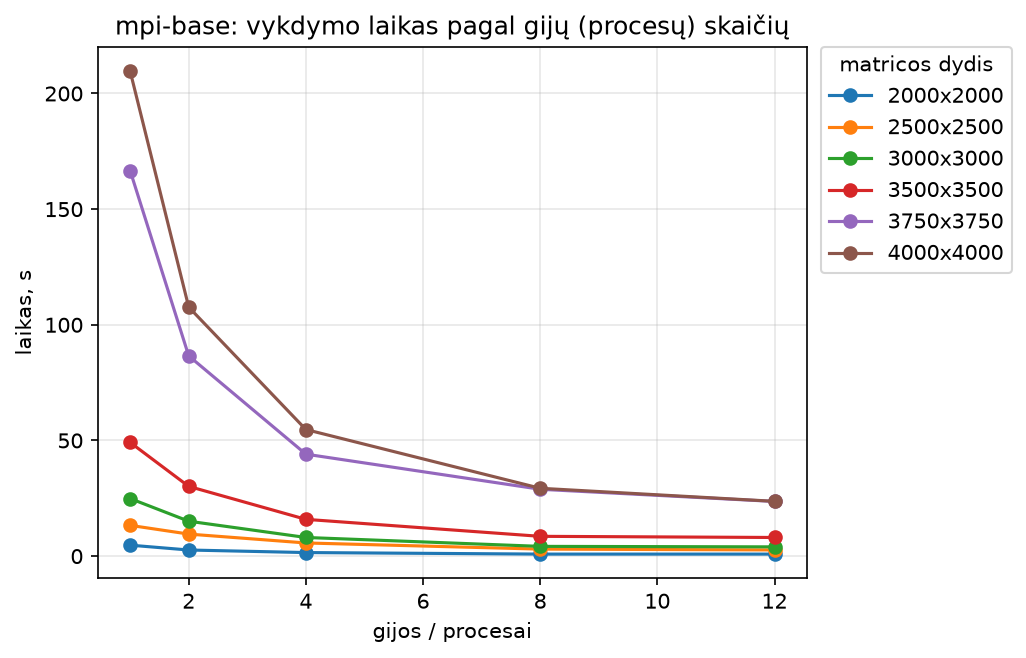 mpi-base: vykdymo laikas pagal gijų (procesų) skaičių
matricos dydis
2000x2000
2500x2500
3000x3000
3500x3500
3750x3750
4000x4000
laikas, s
200
150
100
50
0
2 4 6 8 10 12
gijos / procesai